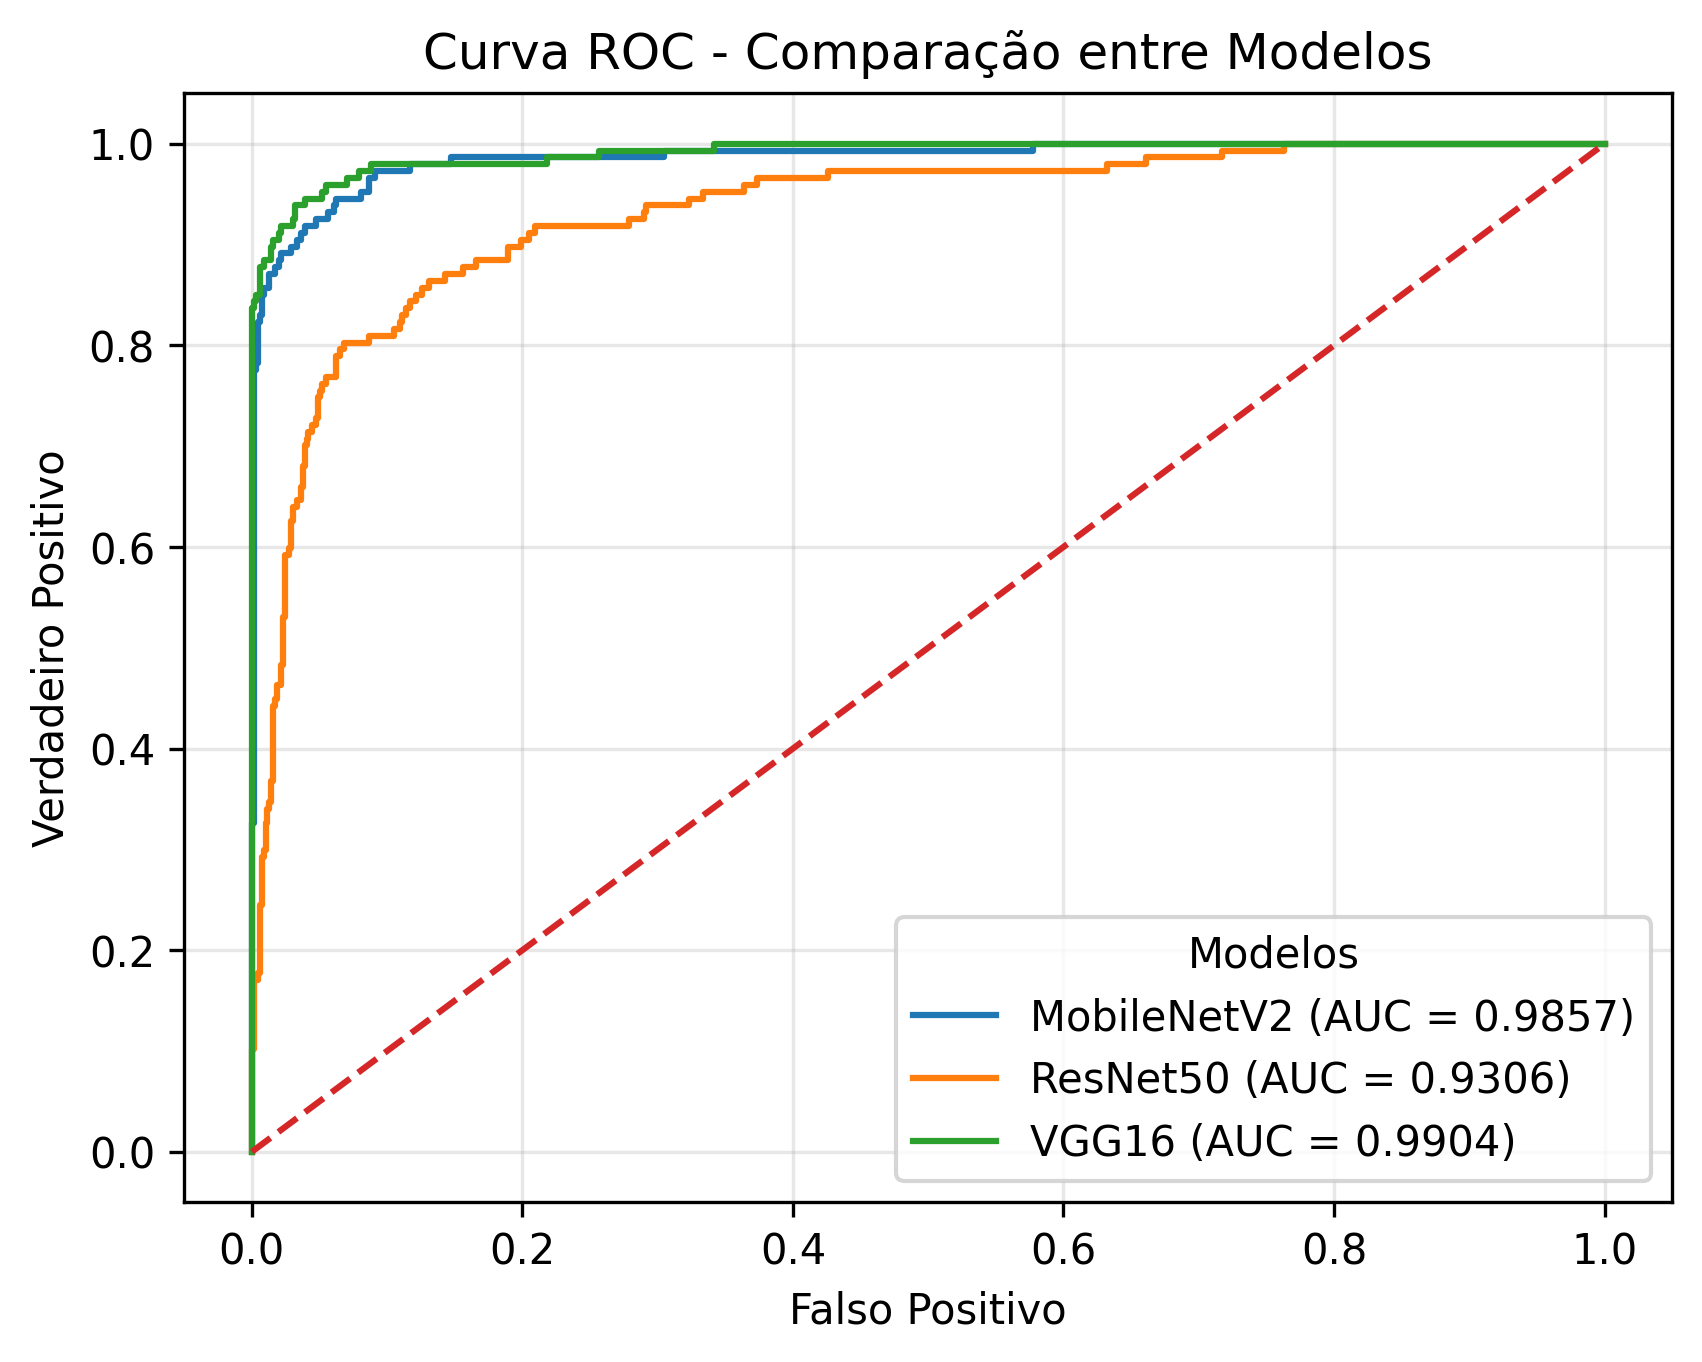 Curva ROC - Comparação entre Modelos
1.0
0.8
0.6
0.4
0.2
0.0
Verdadeiro Positivo
Modelos
MobileNetV2 (AUC = 0.9857)
ResNet50 (AUC = 0.9306)
VGG16 (AUC = 0.9904)
0.0 0.2 0.4 0.6 0.8 1.0
Falso Positivo